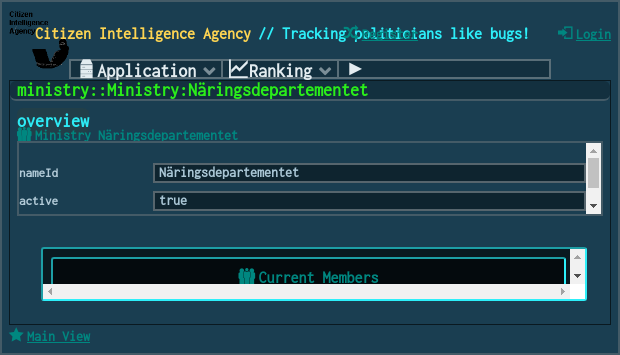 Citizen
Intelligence
Agency
Citizen Intelligence Agency // Tracking politicians like bugs!
Register
Login
Application
Ranking
ministry::Ministry:Näringsdepartementet
overview
Ministry Näringsdepartementet
nameId
Näringsdepartementet
active
true
Current Members
Main View